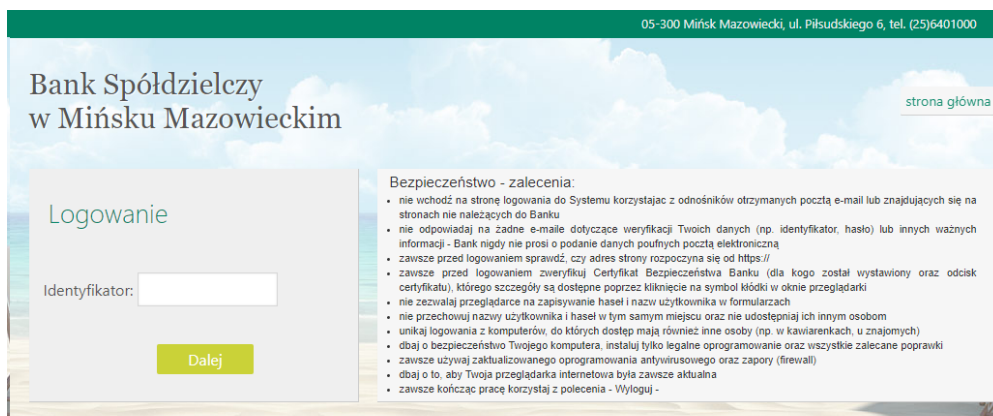 05-300 Mińsk Mazowiecki, ul. Piłsudskiego 6, tel. (25)6401000
Bank Spółdzielczy
w Mińsku Mazowieckim
strona główna
Logowanie
Identyfikator:
Dalej
Bezpieczeństwo - zalecenia:
• nie wchodź na stronę logowania do Systemu korzystajac z odnośników otrzymanych pocztą e-mail lub znajdujących się na
stronach nie należących do Banku
• nie odpowiadaj na żadne e-maile dotyczące weryfikacji Twoich danych (np. identyfikator, hasło) lub innych ważnych
informacji - Bank nigdy nie prosi o podanie danych poufnych pocztą elektroniczną
• zawsze przed logowaniem sprawdź, czy adres strony rozpoczyna się od https://
• zawsze przed logowaniem zweryfikuj Certyfikat Bezpieczeństwa Banku (dla kogo został wystawiony oraz odcisk
certyfikatu), którego szczegóły są dostępne poprzez kliknięcie na symbol kłódki w oknie przeglądarki
• nie zezwalaj przeglądarce na zapisywanie haseł i nazw użytkownika w formularzach
• nie przechowuj nazwy użytkownika i haseł w tym samym miejscu oraz nie udostępniaj ich innym osobom
• unikaj logowania z komputerów, do których dostęp mają również inne osoby (np. w kawiarenkach, u znajomych)
• dbaj o bezpieczeństwo Twojego komputera, instaluj tylko legalne oprogramowanie oraz wszystkie zalecane poprawki
• zawsze używaj zaktualizowanego oprogramowania antywirusowego oraz zapory (firewall)
• dbaj o to, aby Twoja przeglądarka internetowa była zawsze aktualna
• zawsze kończąc pracę korzystaj z polecenia - Wyloguj -